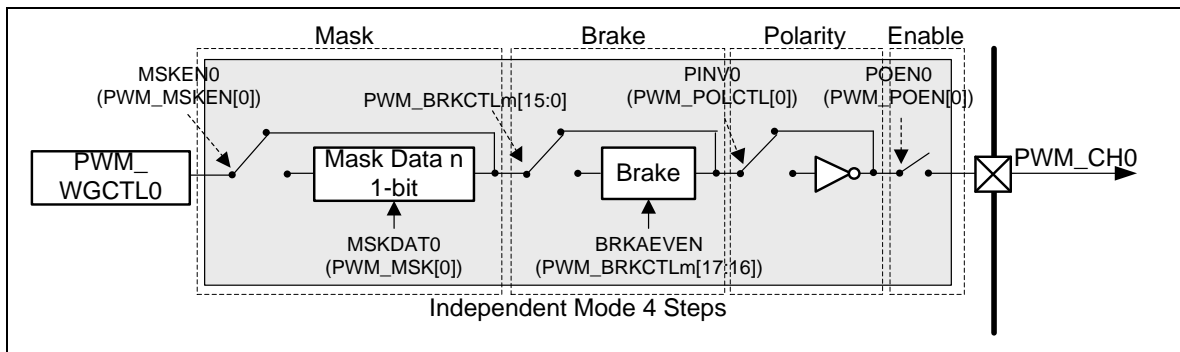 Mask
Brake
Polarity
Enable
MSKEN0
(PWM_MSKEN[0])
PWM_BRKCTLm[15:0]
PINV0
(PWM_POLCTL[0])
POEN0
(PWM_POEN[0])
PWM_
WGCTL0
Mask Data n
1-bit
Brake
PWM_CH0
MSKDAT0
(PWM_MSK[0])
BRKAEVEN
(PWM_BRKCTLm[17:16])
Independent Mode 4 Steps